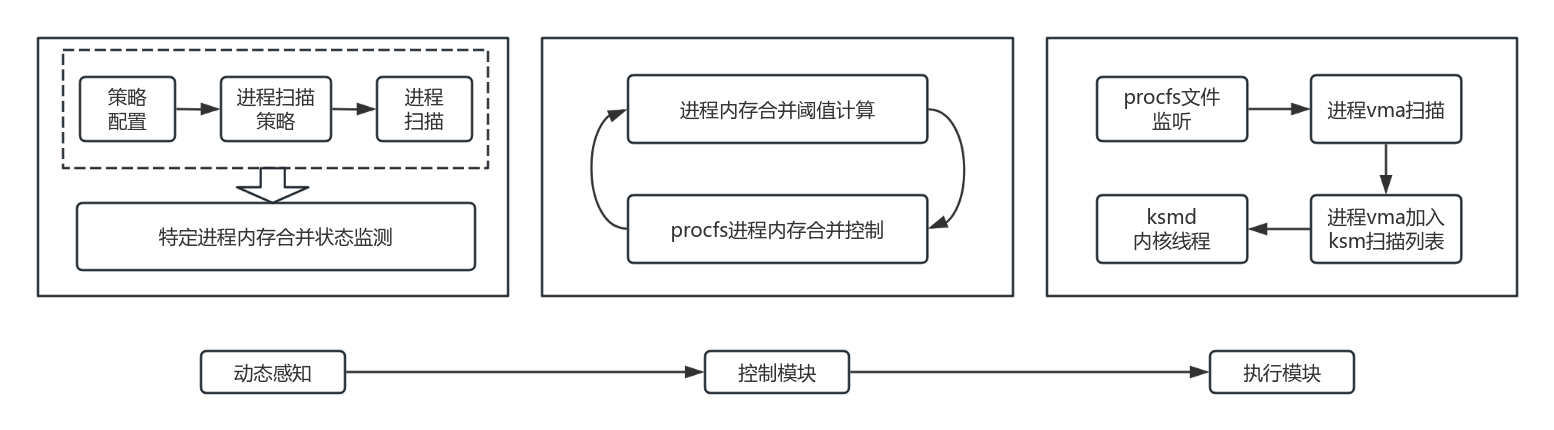 策略
配置
进程扫描
策略
进程
扫描
特定进程内存合并状态监测
进程内存合并阈值计算
procfs进程内存合并控制
procfs文件
监听
进程vma扫描
进程vma加入
ksm扫描列表
ksmd
内核线程
动态感知
控制模块
执行模块